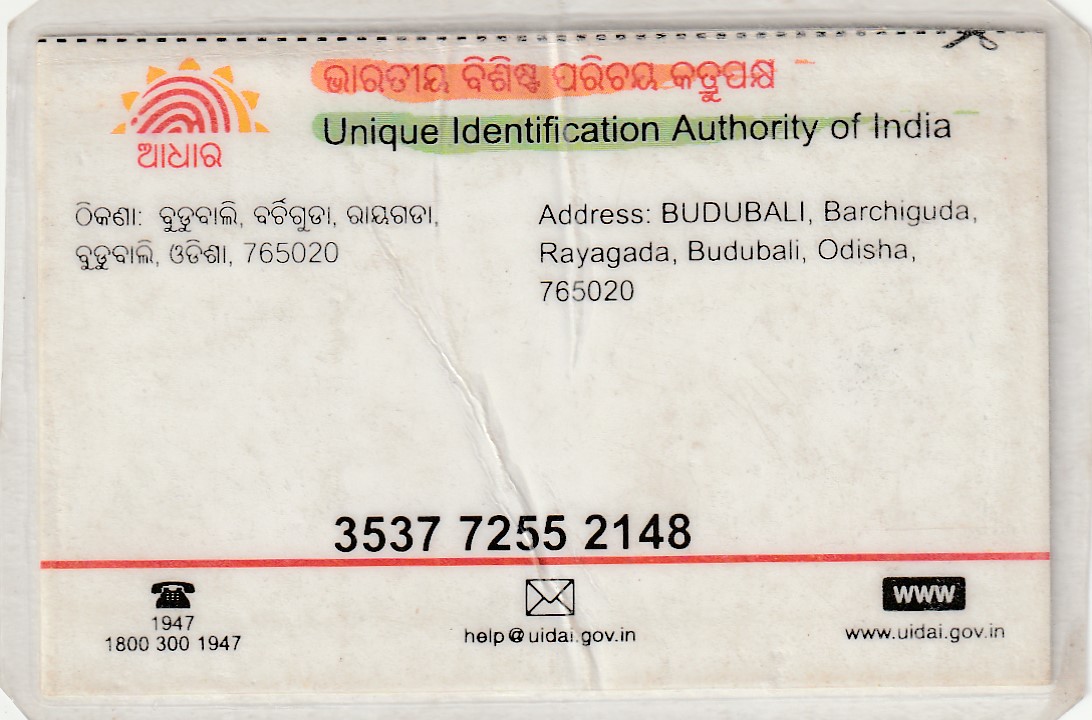 ଭାରତୀୟ ବିଶିଷ୍ଟ ପରିଚୟ କତ୍ତୃପକ୍ଷ
Unique Identification Authority of India
ଆଧାର
ଠିକଣା: ବୁଡୁବାଲି, ବର୍ଚିଗୁଡା, ରାୟଗଡା,
ବୁଡୁବାଲି, ଓଡିଶା, 765020
Address: BUDUBALI, Barchiguda,
Rayagada, Budubali, Odisha,
765020
3537 7255 2148
1947
1800 300 1947
help@uidai.gov.in
www
www.uidai.gov.in